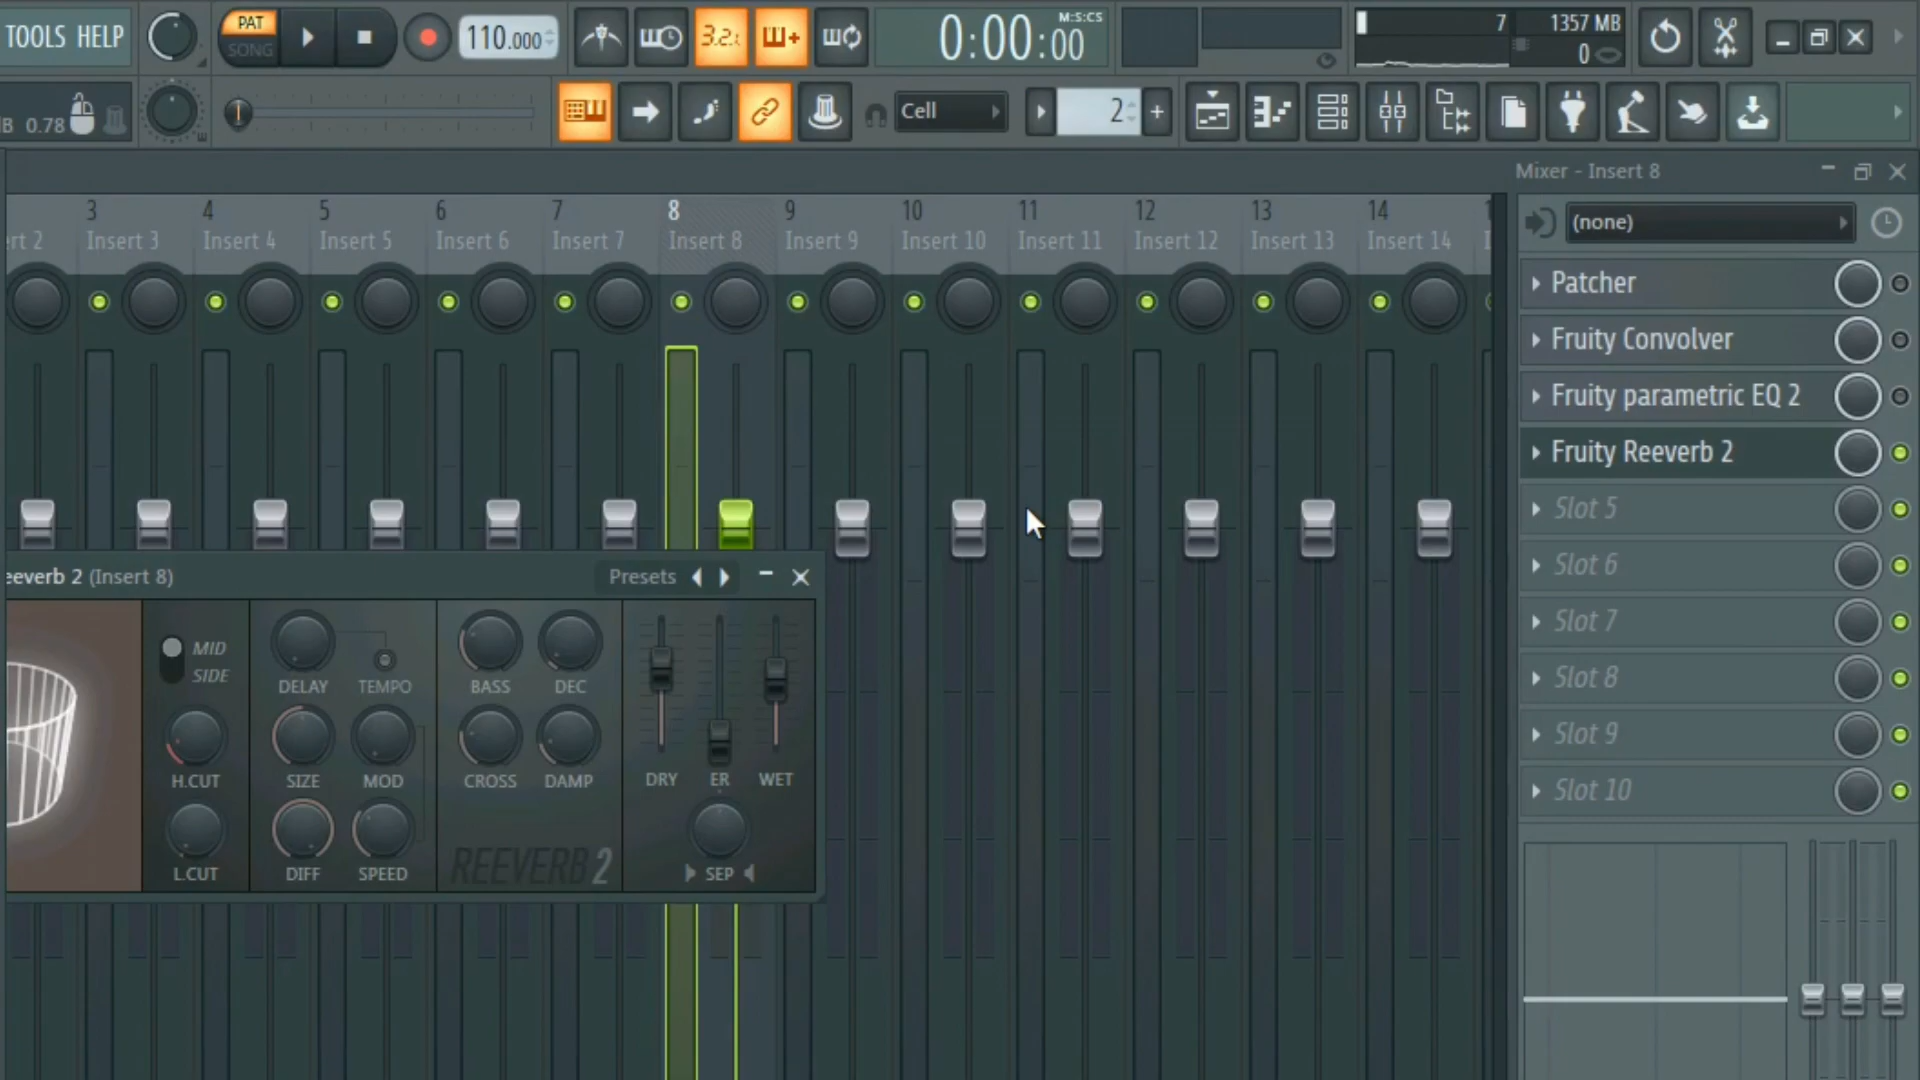 TOOLS HELP
PAT
SONG
110.000
3.2.
0:00:00
M:S:CS
7
1357 MB
0
0.78
Cell
2
Mixer - Insert 8
3 4 5 6 7 8 9 10 11 12 13 14
Insert 3 Insert 4 Insert 5 Insert 6 Insert 7 Insert 8 Insert 9 Insert 10 Insert 11 Insert 12 Insert 13 Insert 14
(none)
Patcher
Fruity Convolver
Fruity parametric EQ 2
Fruity Reeverb 2
Slot 5
Slot 6
Slot 7
Slot 8
Slot 9
Slot 10
eeverb 2 (Insert 8) Presets
MID
SIDE
DELAY TEMPO BASS DEC
H.CUT SIZE MOD CROSS DAMP DRY ER WET
L.CUT DIFF SPEED REEVERB 2 SEP